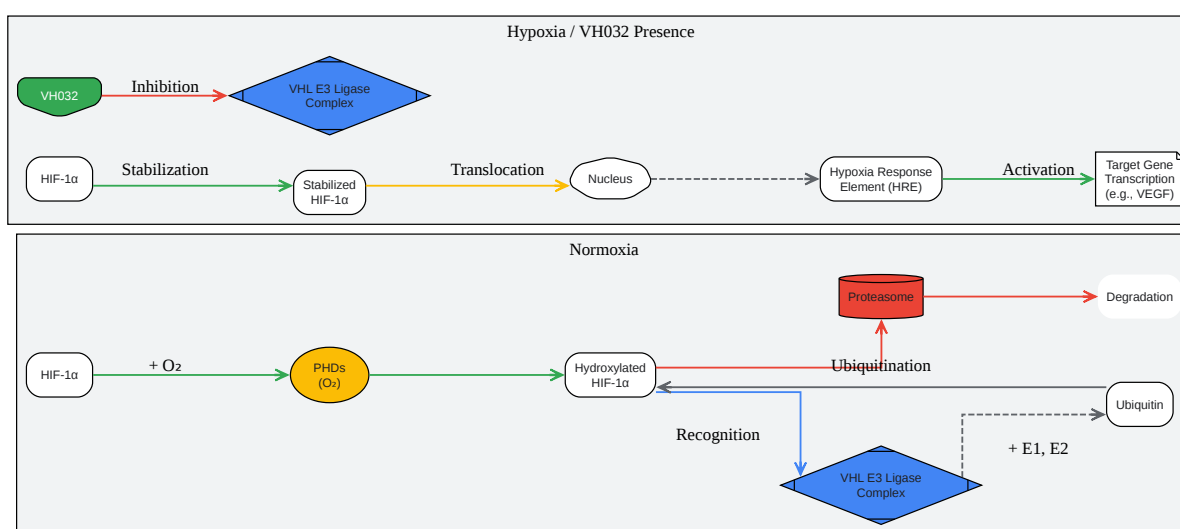 Hypoxia / VH032 Presence
VH032
Inhibition
VHL E3 Ligase
Complex
HIF-1α
Stabilization
Stabilized
HIF-1α
Translocation
Nucleus
Hypoxia Response
Element (HRE)
Activation
Target Gene
Transcription
(e.g., VEGF)
Normoxia
Proteasome
Degradation
HIF-1α
+ O₂
PHDs
(O₂)
Hydroxylated
HIF-1α
Ubiquitination
Ubiquitin
Recognition
+ E1, E2
VHL E3 Ligase
Complex